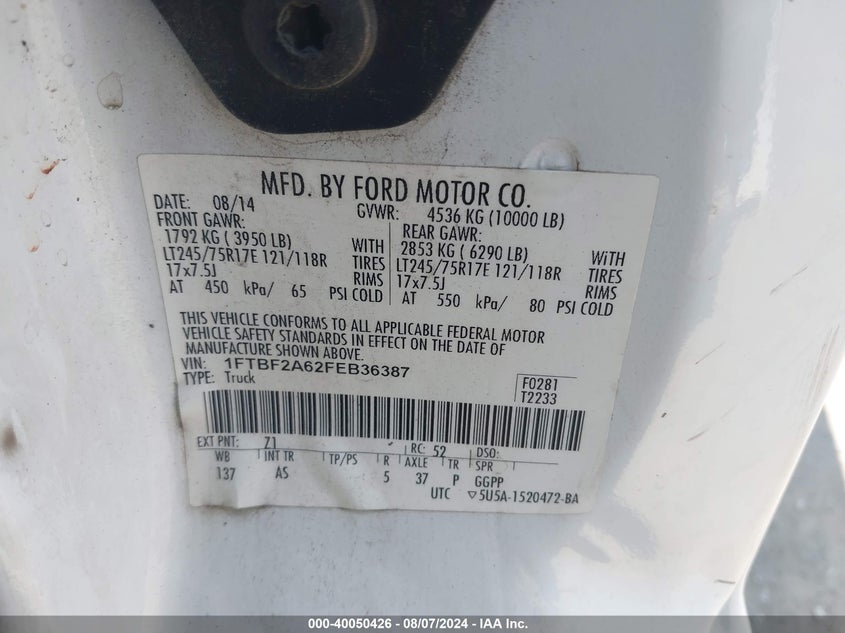 MFD. BY FORD MOTOR CO.
DATE: 08/14 GVWR: 4536 KG (10000 LB)
FRONT GAWR: REAR GAWR:
1792 KG ( 3950 LB) WITH 2853 KG ( 6290 LB) WiTH
LT245/75R17E 121/118R TIRES LT245/75R17E 121/118R TIRES
17x7.5J RIMS 17x7.5J RIMS
AT 450 kPa/ 65 PSI COLD AT 550 kPa/ 80 PSI COLD
THIS VEHICLE CONFORMS TO ALL APPLICABLE FEDERAL MOTOR
VEHICLE SAFETY STANDARDS IN EFFECT ON THE DATE OF
MANUFACTURE SHOWN ABOVE.
VIN: 1FTBF2A62FEB36387
TYPE: Truck
F0281
T2233
EXT PNT: Z1 RC: 52 DSO:
WB INT TR TP/PS R AXLE TR SPR
137 AS 5 37 P GGPP
UTC ▽5U5A-1520472-BA
000-40050426 - 08/07/2024 - IAA Inc.